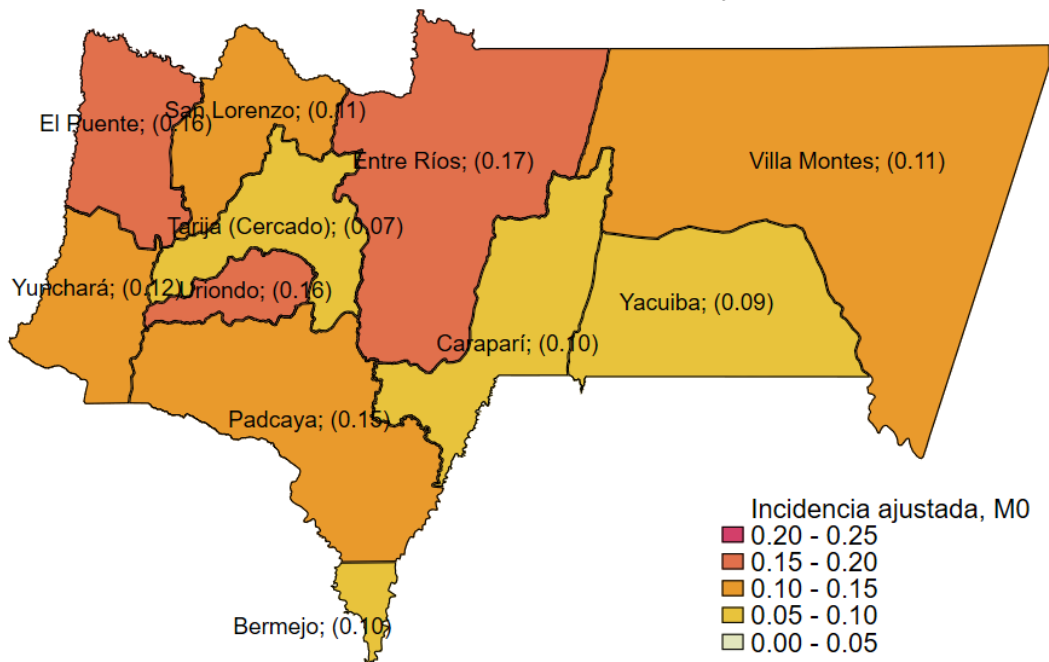 San Lorenzo; (0.11)
El Puente; (0.16)
Entre Ríos; (0.17)
Villa Montes; (0.11)
Tarija (Cercado); (0.07)
Yunchará; (0.12)
Uriondo; (0.16)
Yacuiba; (0.09)
Caraparí; (0.10)
Padcaya; (0.15)
Bermejo; (0.10)
Incidencia ajustada, M0
0.20 - 0.25
0.15 - 0.20
0.10 - 0.15
0.05 - 0.10
0.00 - 0.05